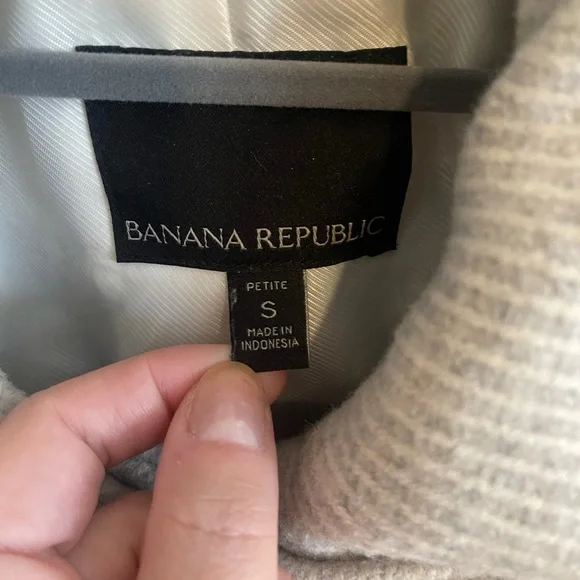 BANANA REPUBLIC
PETITE
S
MADE IN
INDONESIA